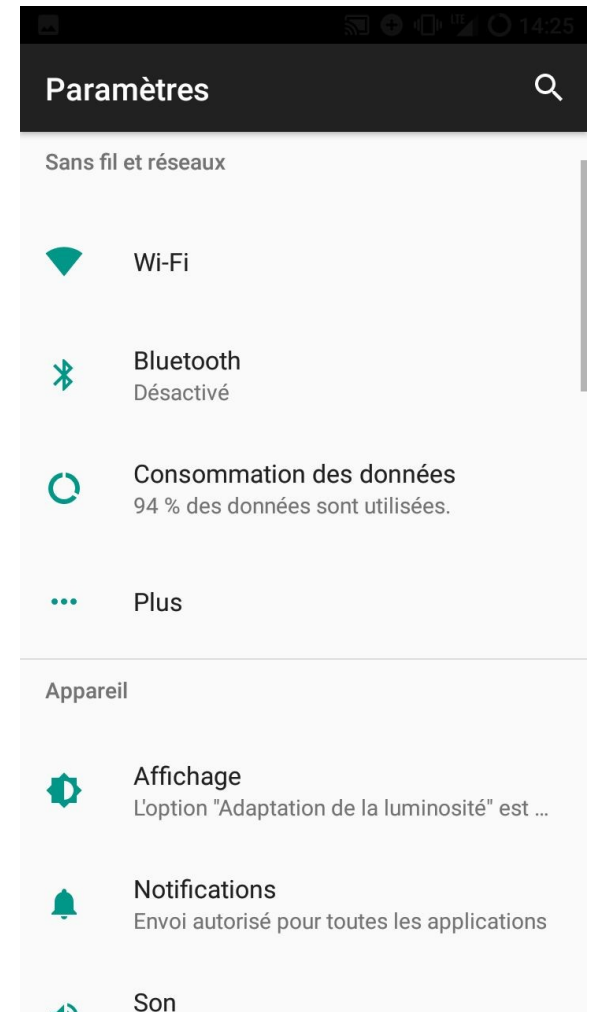 LTE 14:25
Paramètres
Sans fil et réseaux
Wi-Fi
Bluetooth
Désactivé
Consommation des données
94 % des données sont utilisées.
Plus
Appareil
Affichage
L'option "Adaptation de la luminosité" est ...
Notifications
Envoi autorisé pour toutes les applications
Son